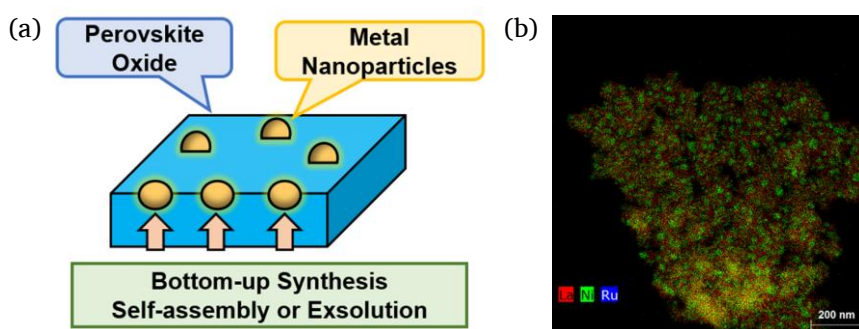 (a)
Perovskite
Oxide
Metal
Nanoparticles
Bottom-up Synthesis
Self-assembly or Exsolution
(b)
La Ni Ru
200 nm